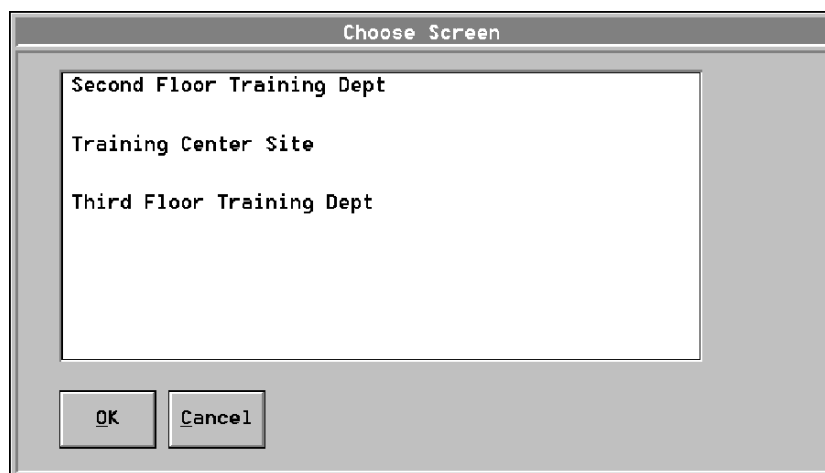 Choose Screen
Second Floor Training Dept
Training Center Site
Third Floor Training Dept
OK
Cancel